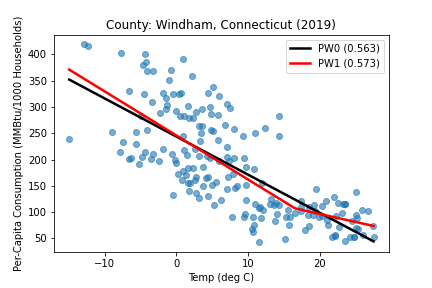 County: Windham, Connecticut (2019)
PW0 (0.563)
PW1 (0.573)
Per-Capita Consumption (MMBtu/1000 Households)
400
350
300
250
200
150
100
50
−10
0
10
20
Temp (deg C)